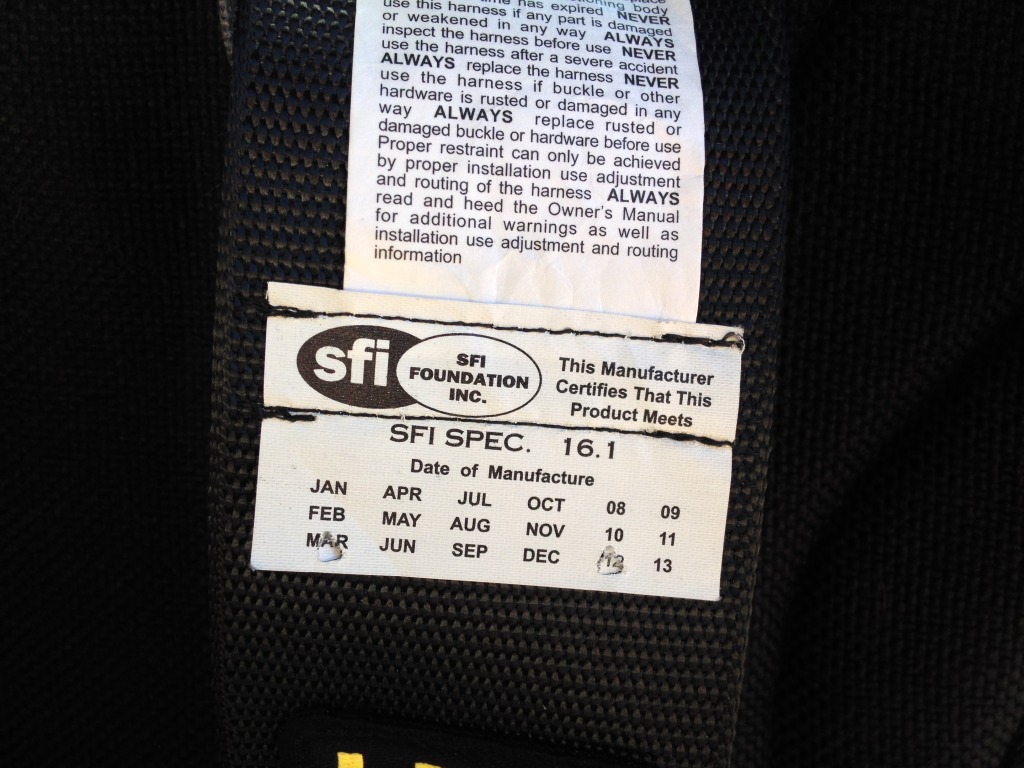 time has expired NEVER
use this harness if any part is damaged
or weakened in any way ALWAYS
inspect the harness before use NEVER
use the harness after a severe accident
ALWAYS replace the harness NEVER
use the harness if buckle or other
hardware is rusted or damaged in any
way ALWAYS replace rusted or
damaged buckle or hardware before use
Proper restraint can only be achieved
by proper installation use adjustment
and routing of the harness ALWAYS
read and heed the Owner's Manual
for additional warnings as well as
installation use adjustment and routing
information
sfi SFI FOUNDATION INC.
This Manufacturer
Certifies That This
Product Meets
SFI SPEC. 16.1
Date of Manufacture
JAN APR JUL OCT 08 09
FEB MAY AUG NOV 10 11
MAR JUN SEP DEC 12 13